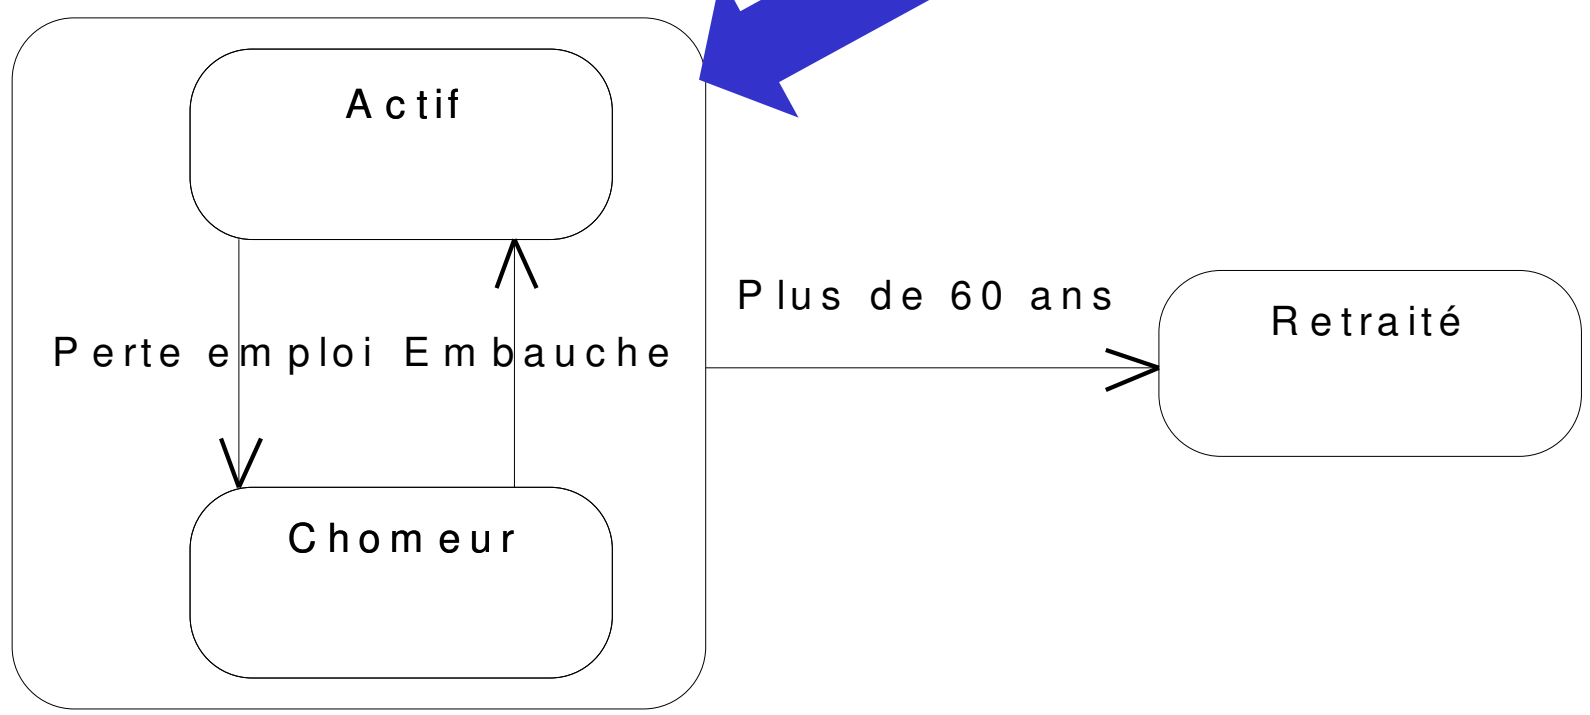 Actif
Plus de 60 ans
Retraité
Perte emploi Embauche
Chomeur